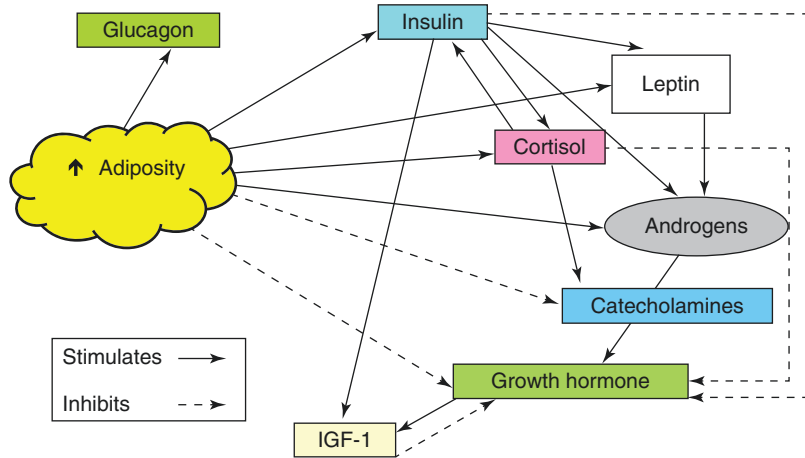 Insulin
Glucagon
Leptin
Cortisol
↑ Adiposity
Androgens
Catecholamines
Stimulates
Growth hormone
Inhibits
IGF-1